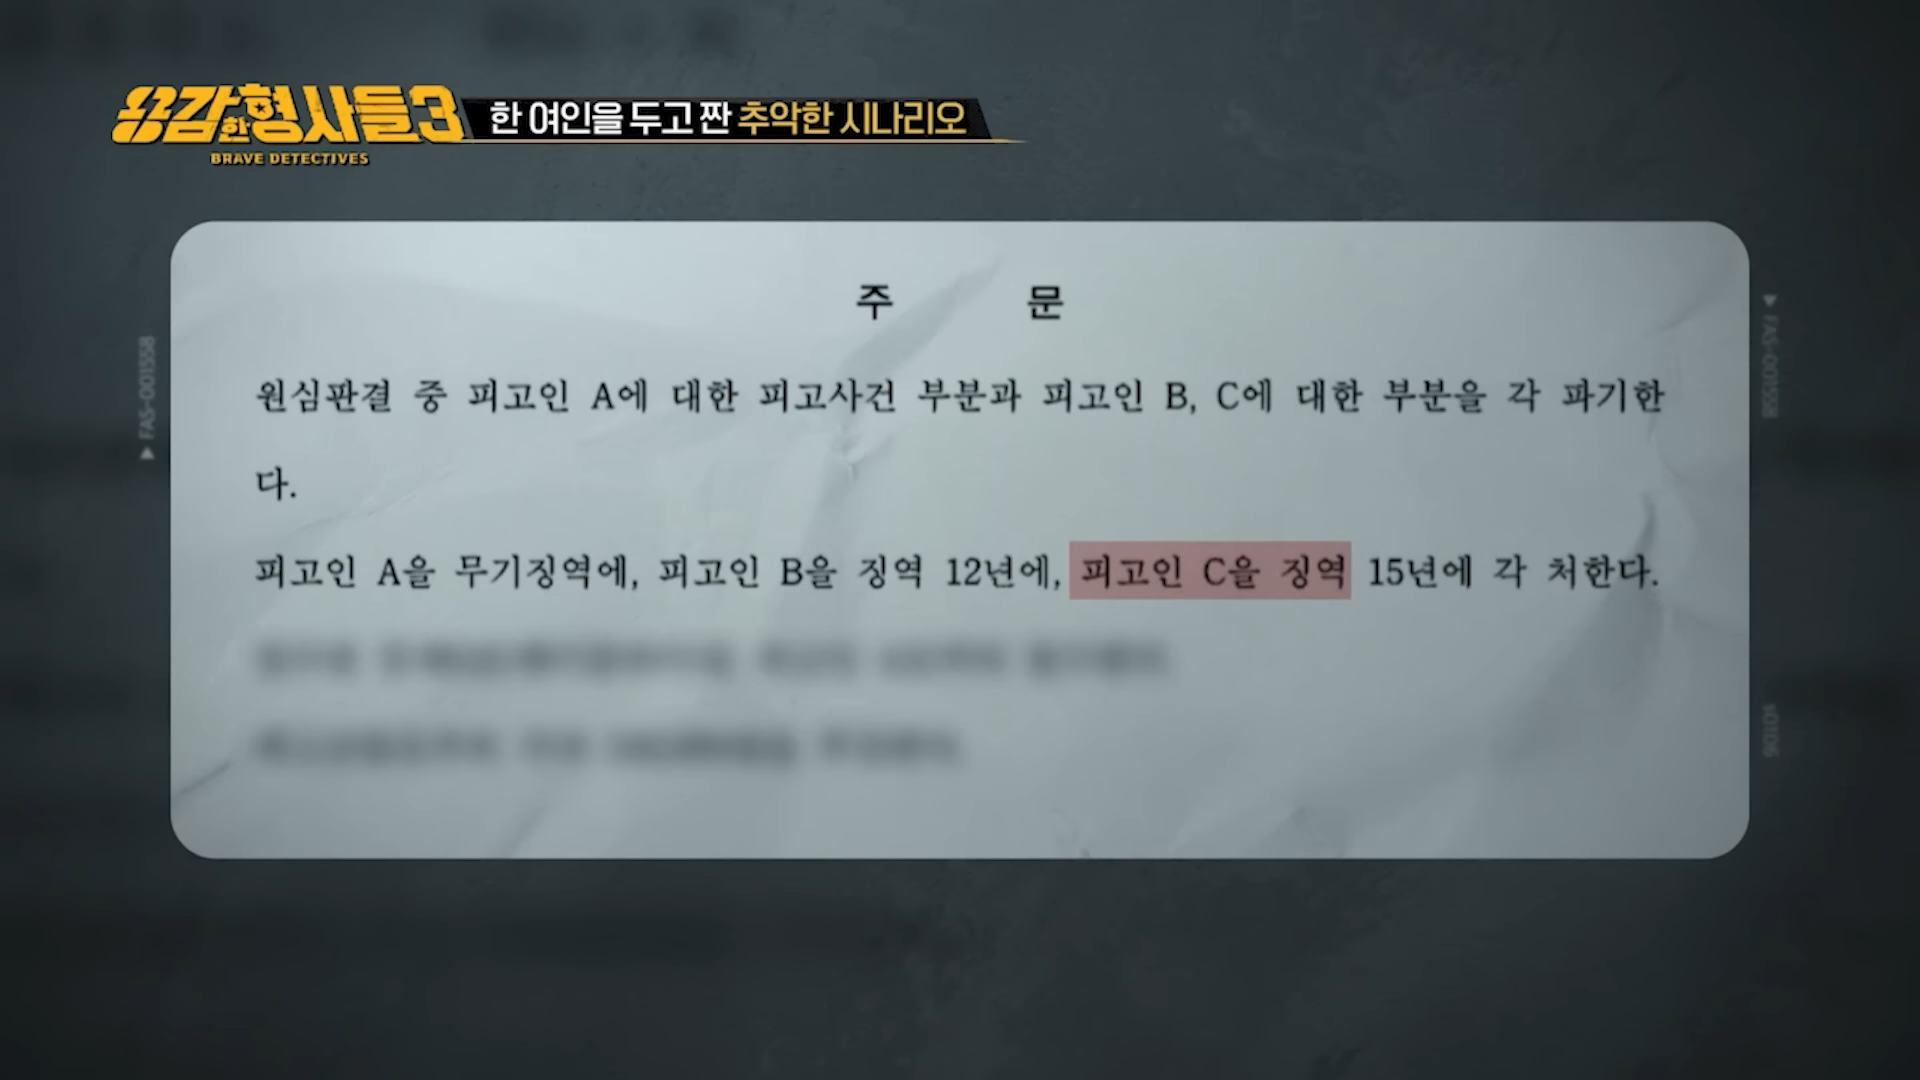 용감한형사들3
BRAVE DETECTIVES
한 여인을 두고 짠 추악한 시나리오
주 문
원심판결 중 피고인 A에 대한 피고사건 부분과 피고인 B, C에 대한 부분을 각 파기한
다.
피고인 A을 무기징역에, 피고인 B을 징역 12년에, 피고인 C을 징역 15년에 각 처한다.
▶ FAS-001558
▶ FAS-001558